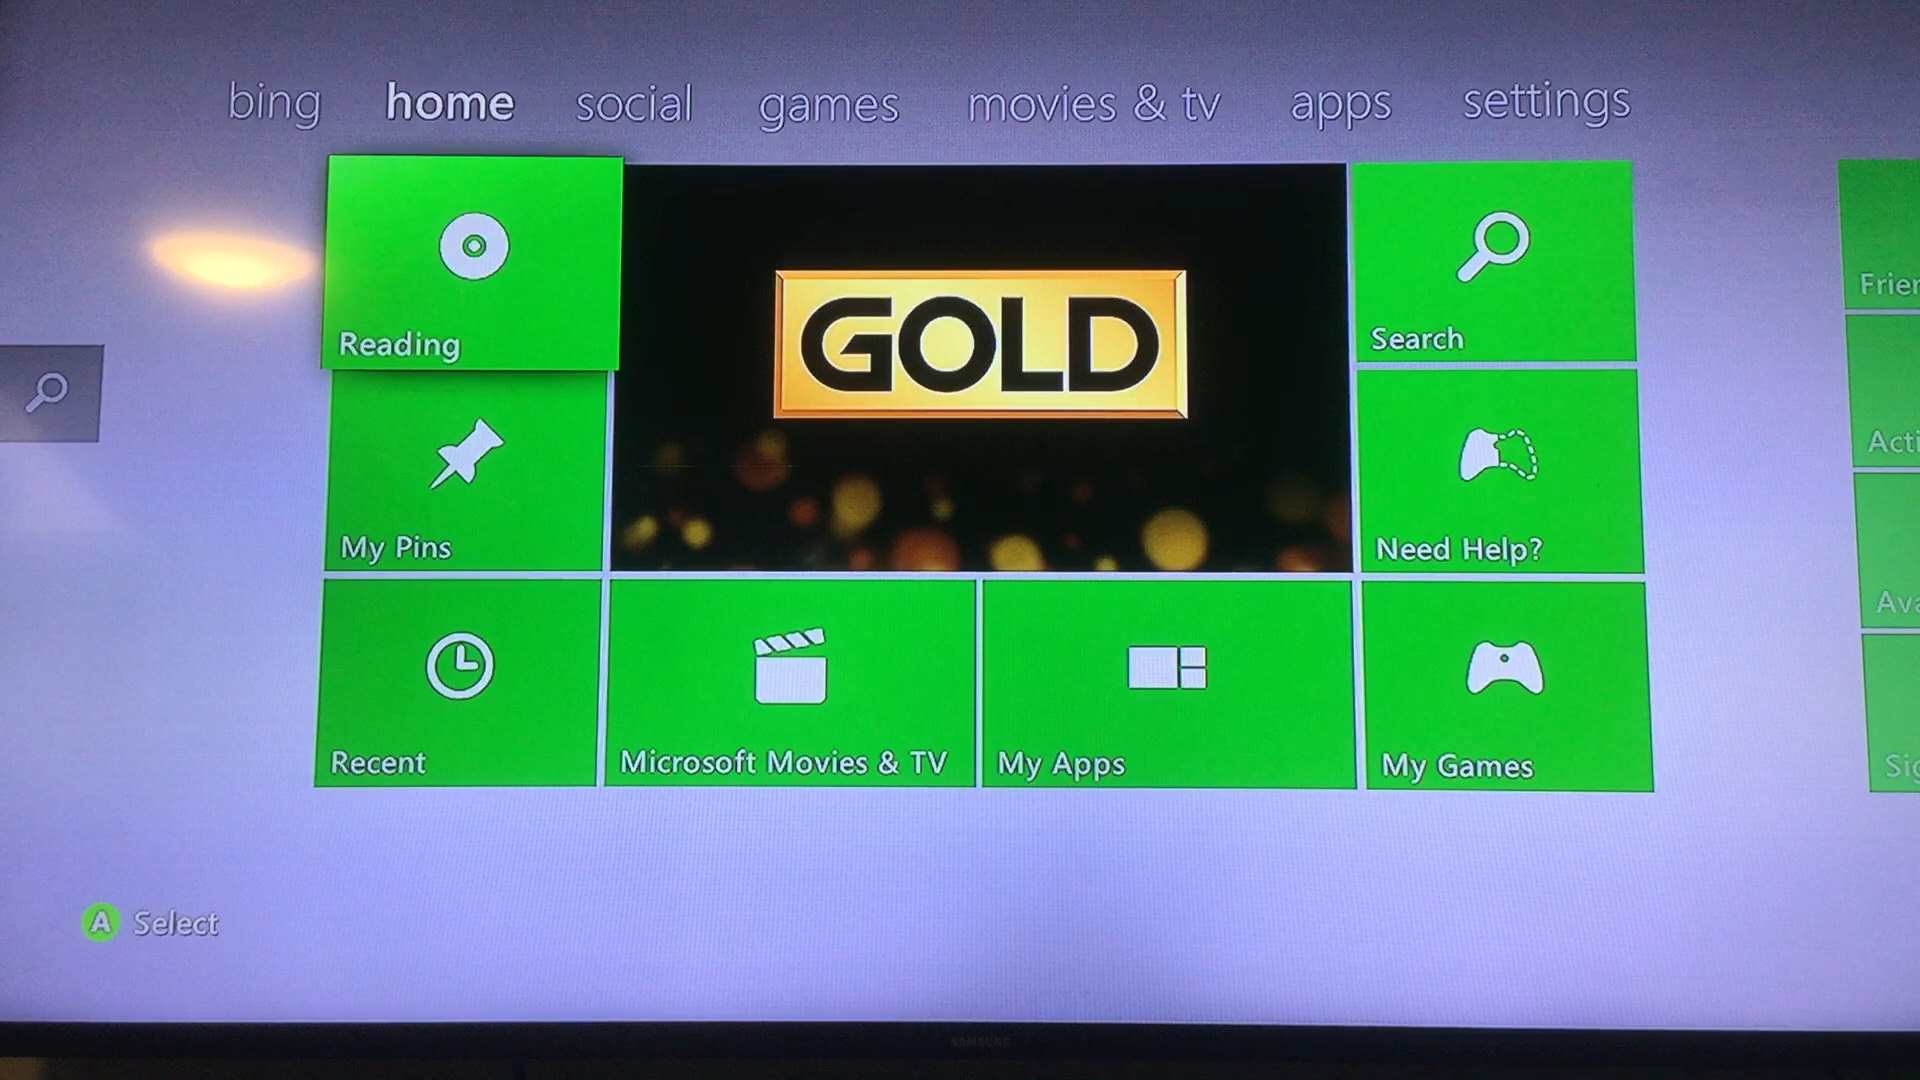 bing home social games movies & tv apps settings
Reading
GOLD
Search
My Pins
Need Help?
Recent
Microsoft Movies & TV
My Apps
My Games
A Select
SAMSUNG